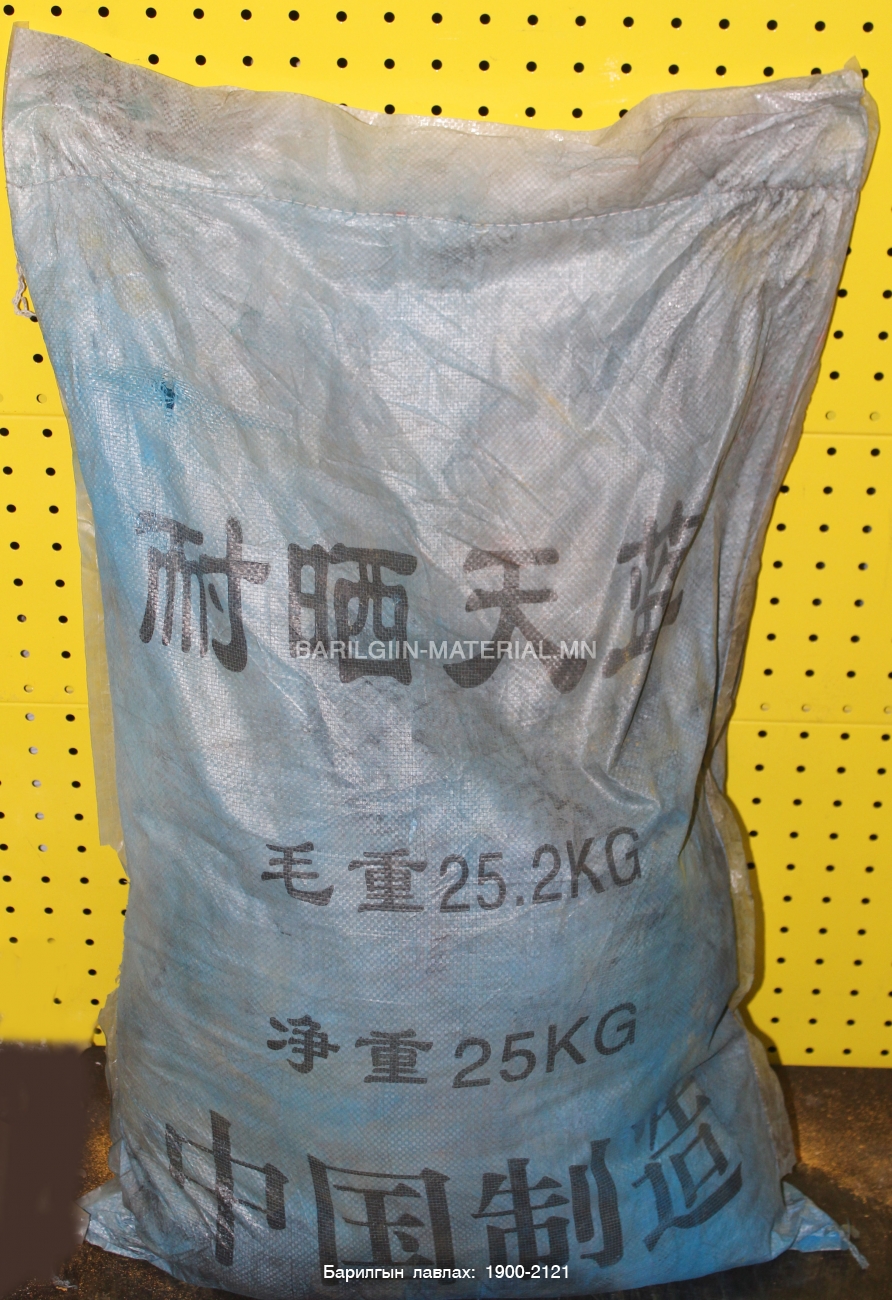 耐晒天蓝
BARILGIIN-MATERIAL.MN
毛重25.2KG
净重25KG
中国制造
Барилгын лавлах: 1900-2121